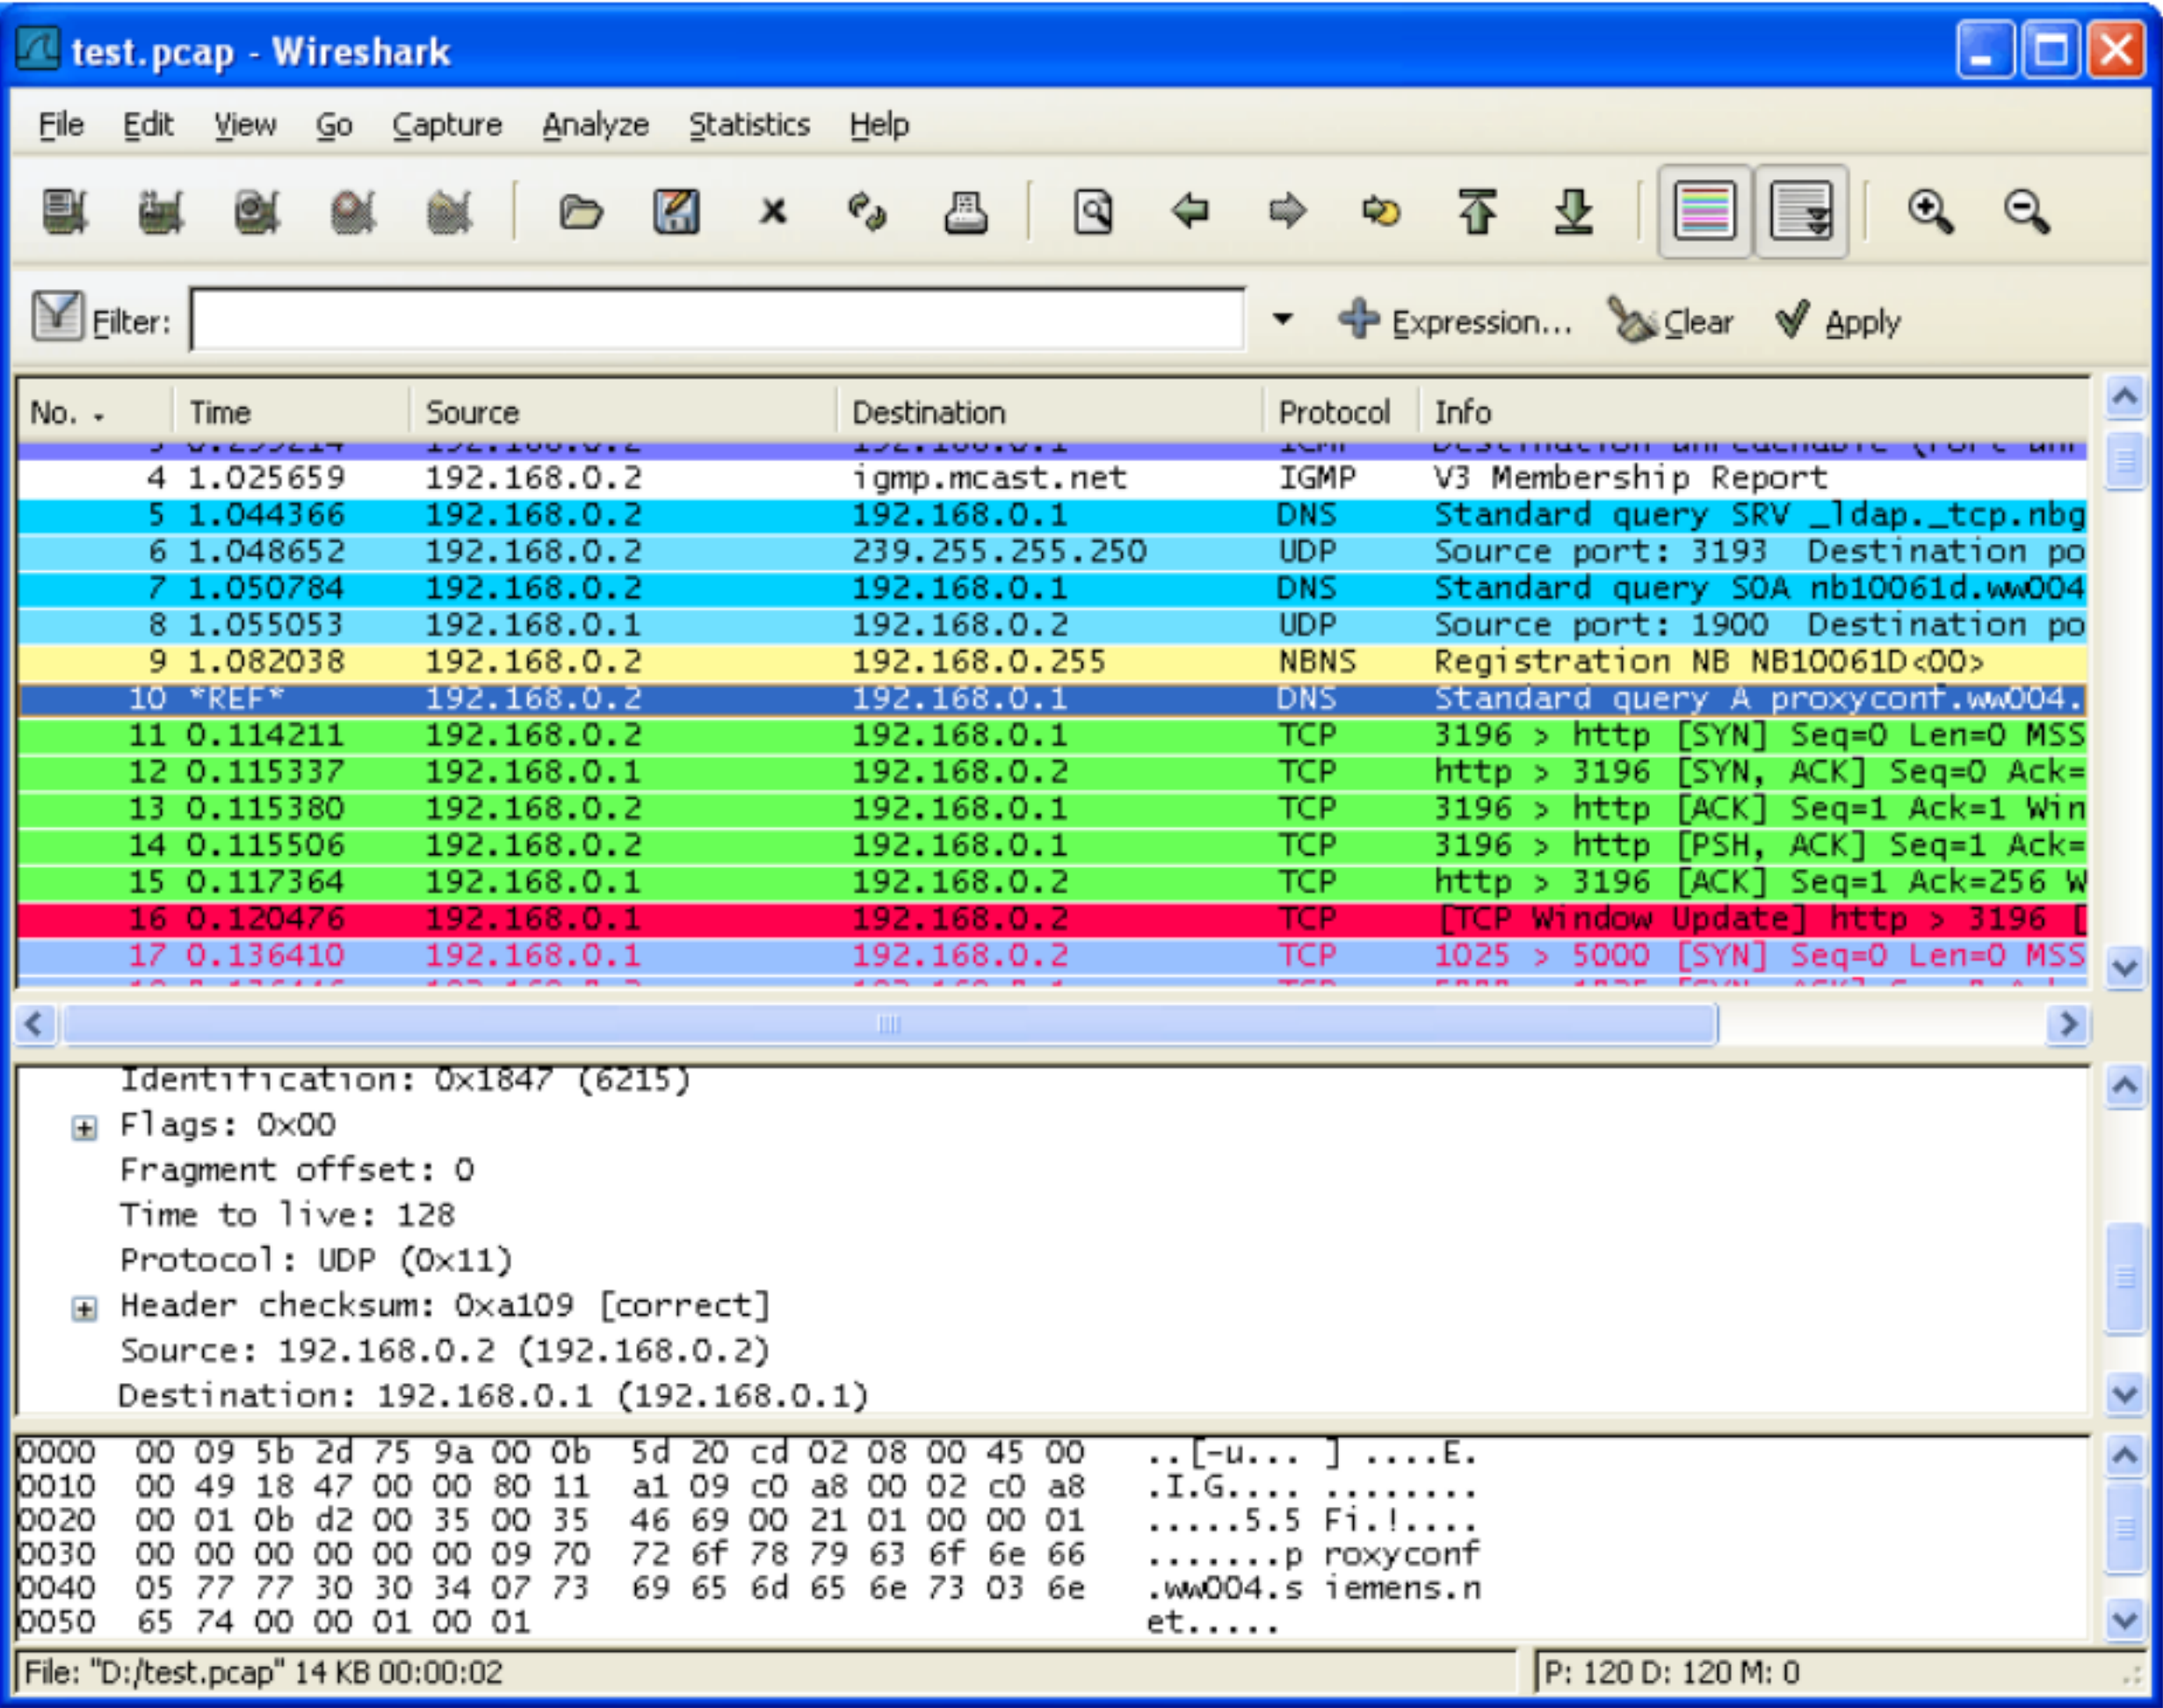 test.pcap - Wireshark
File Edit View Go Capture Analyze Statistics Help
Filter: Expression... Clear Apply
No. Time Source Destination Protocol Info
4 1.025659 192.168.0.2 igmp.mcast.net IGMP V3 Membership Report
5 1.044366 192.168.0.2 192.168.0.1 DNS Standard query SRV _ldap._tcp.nbg
6 1.048652 192.168.0.2 239.255.255.250 UDP Source port: 3193 Destination po
7 1.050784 192.168.0.2 192.168.0.1 DNS Standard query SOA nb10061d.ww004
8 1.055053 192.168.0.1 192.168.0.2 UDP Source port: 1900 Destination po
9 1.082038 192.168.0.2 192.168.0.255 NBNS Registration NB NB10061D<00>
10 *REF* 192.168.0.2 192.168.0.1 DNS Standard query A proxyconf.ww004.
11 0.114211 192.168.0.2 192.168.0.1 TCP 3196 > http [SYN] Seq=0 Len=0 MSS
12 0.115337 192.168.0.1 192.168.0.2 TCP http > 3196 [SYN, ACK] Seq=0 Ack=
13 0.115380 192.168.0.2 192.168.0.1 TCP 3196 > http [ACK] Seq=1 Ack=1 Win
14 0.115506 192.168.0.2 192.168.0.1 TCP 3196 > http [PSH, ACK] Seq=1 Ack=
15 0.117364 192.168.0.1 192.168.0.2 TCP http > 3196 [ACK] Seq=1 Ack=256 W
16 0.120476 192.168.0.1 192.168.0.2 TCP [TCP Window Update] http > 3196 [
17 0.136410 192.168.0.1 192.168.0.2 TCP 1025 > 5000 [SYN] Seq=0 Len=0 MSS
Identification: 0x1847 (6215)
Flags: 0x00
Fragment offset: 0
Time to live: 128
Protocol: UDP (0x11)
Header checksum: 0xa109 [correct]
Source: 192.168.0.2 (192.168.0.2)
Destination: 192.168.0.1 (192.168.0.1)
0000 00 09 5b 2d 75 9a 00 0b 5d 20 cd 02 08 00 45 00 ..[-u... ] ....E.
0010 00 49 18 47 00 00 80 11 a1 09 c0 a8 00 02 c0 a8 .I.G.... ........
0020 00 01 0b d2 00 35 00 35 46 69 00 21 01 00 00 01 .....5.5 Fi.!....
0030 00 00 00 00 00 00 09 70 72 6f 78 79 63 6f 6e 66 .......p roxyconf
0040 05 77 77 30 30 34 07 73 69 65 6d 65 6e 73 03 6e .ww004.s iemens.n
0050 65 74 00 00 01 00 01 et.....
File: "D:/test.pcap" 14 KB 00:00:02 P: 120 D: 120 M: 0